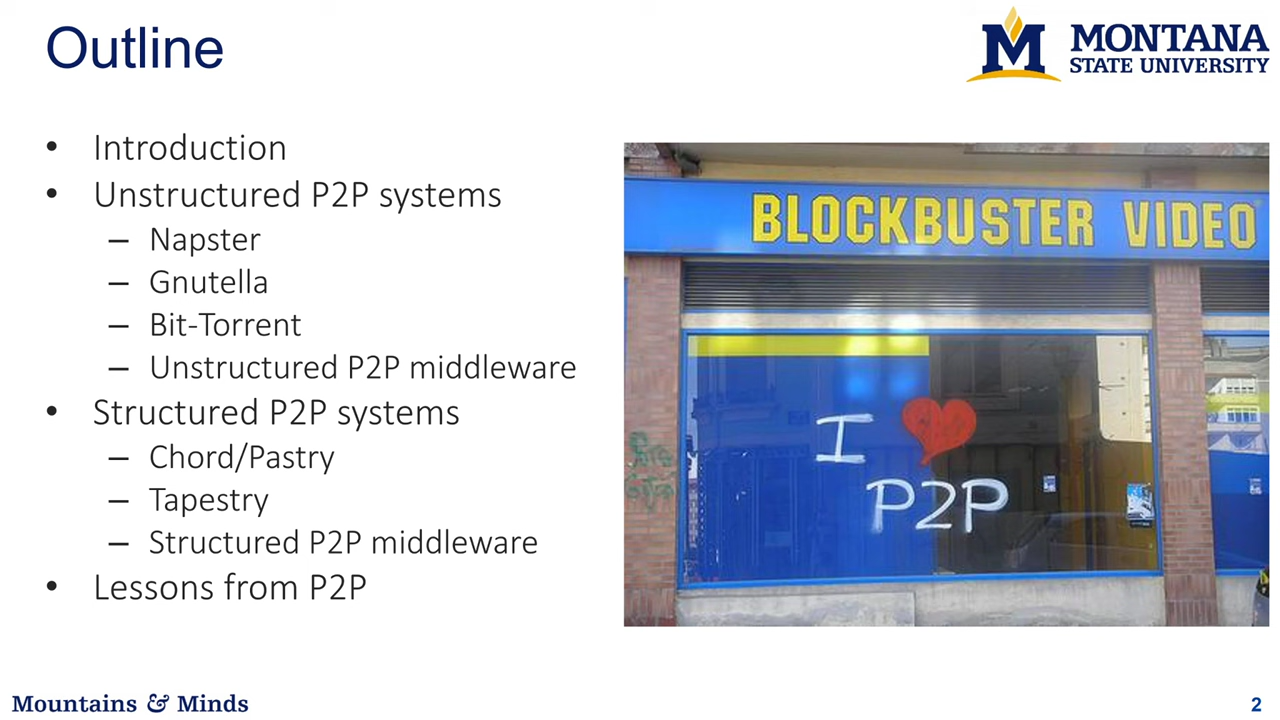 Outline
MONTANA
STATE UNIVERSITY
• Introduction
• Unstructured P2P systems
– Napster
– Gnutella
– Bit-Torrent
– Unstructured P2P middleware
• Structured P2P systems
– Chord/Pastry
– Tapestry
– Structured P2P middleware
• Lessons from P2P
BLOCKBUSTER VIDEO
I ❤
P2P
Mountains & Minds
2